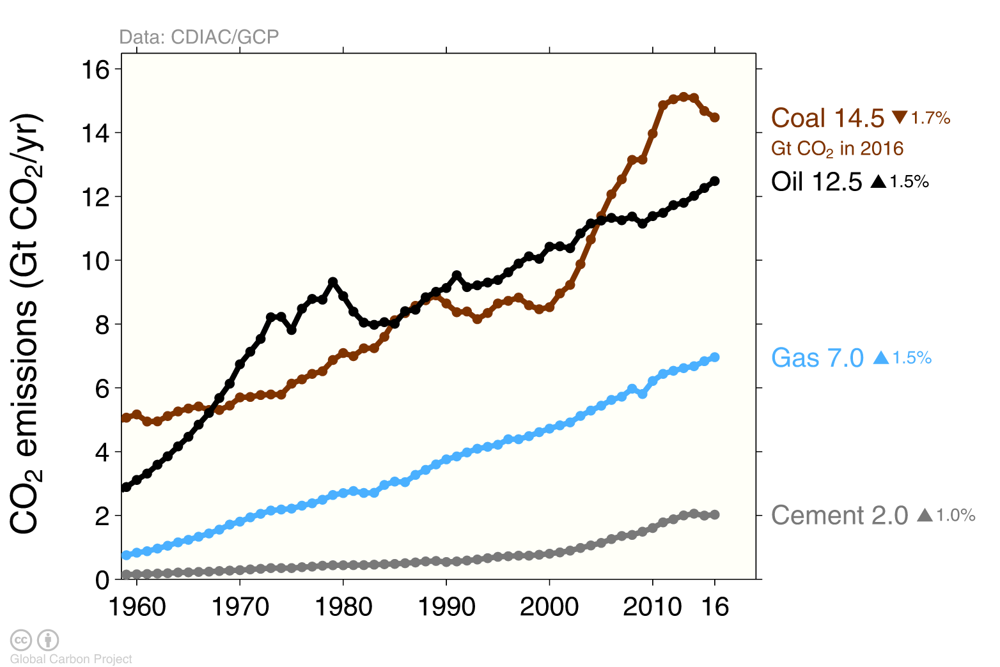 Data: CDIAC/GCP
CO₂ emissions (Gt CO₂/yr)
16
14
12
10
8
6
4
2
0
1960 1970 1980 1990 2000 2010 16
Coal 14.5 ▼ 1.7%
Gt CO₂ in 2016
Oil 12.5 ▲ 1.5%
Gas 7.0 ▲ 1.5%
Cement 2.0 ▲ 1.0%
cc
Global Carbon Project